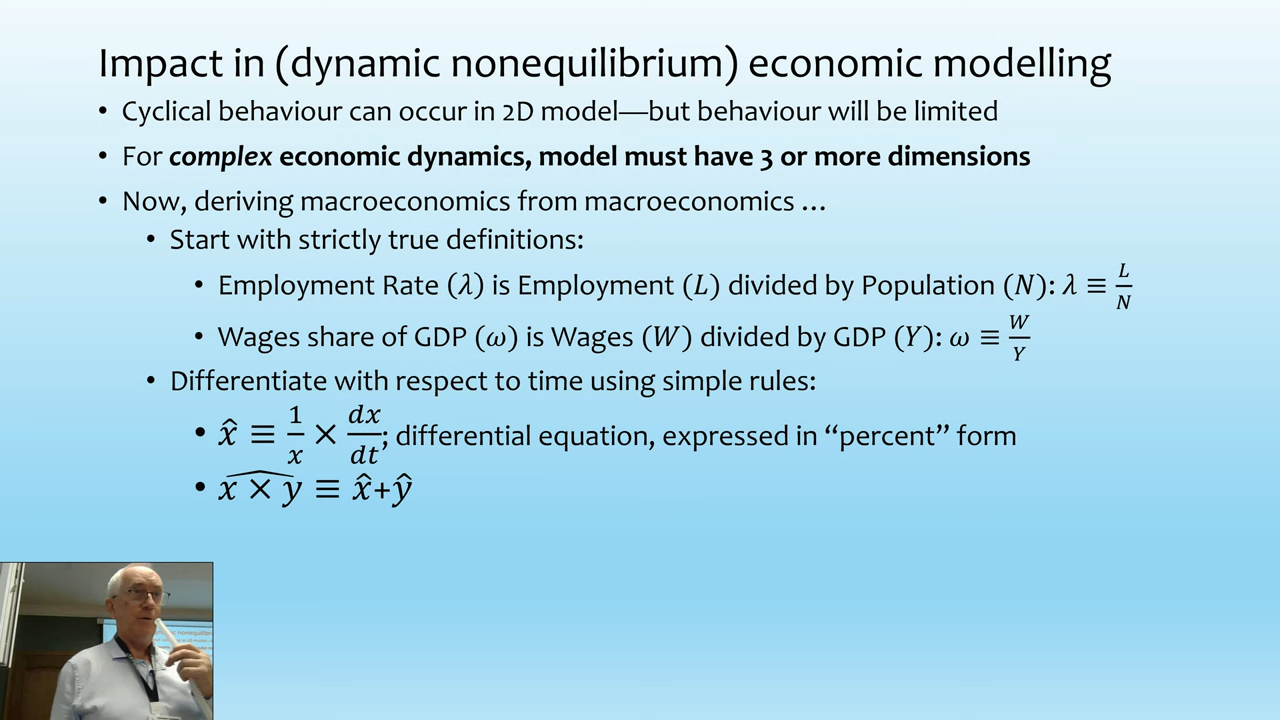 Impact in (dynamic nonequilibrium) economic modelling
• Cyclical behaviour can occur in 2D model—but behaviour will be limited
• For complex economic dynamics, model must have 3 or more dimensions
• Now, deriving macroeconomics from macroeconomics …
• Start with strictly true definitions:
• Employment Rate (λ) is Employment (L) divided by Population (N): λ ≡ L/N
• Wages share of GDP (ω) is Wages (W) divided by GDP (Y): ω ≡ W/Y
• Differentiate with respect to time using simple rules:
• x̂ ≡ 1/x × dx/dt; differential equation, expressed in “percent” form
• \widehat{x × y} ≡ x̂+ŷ